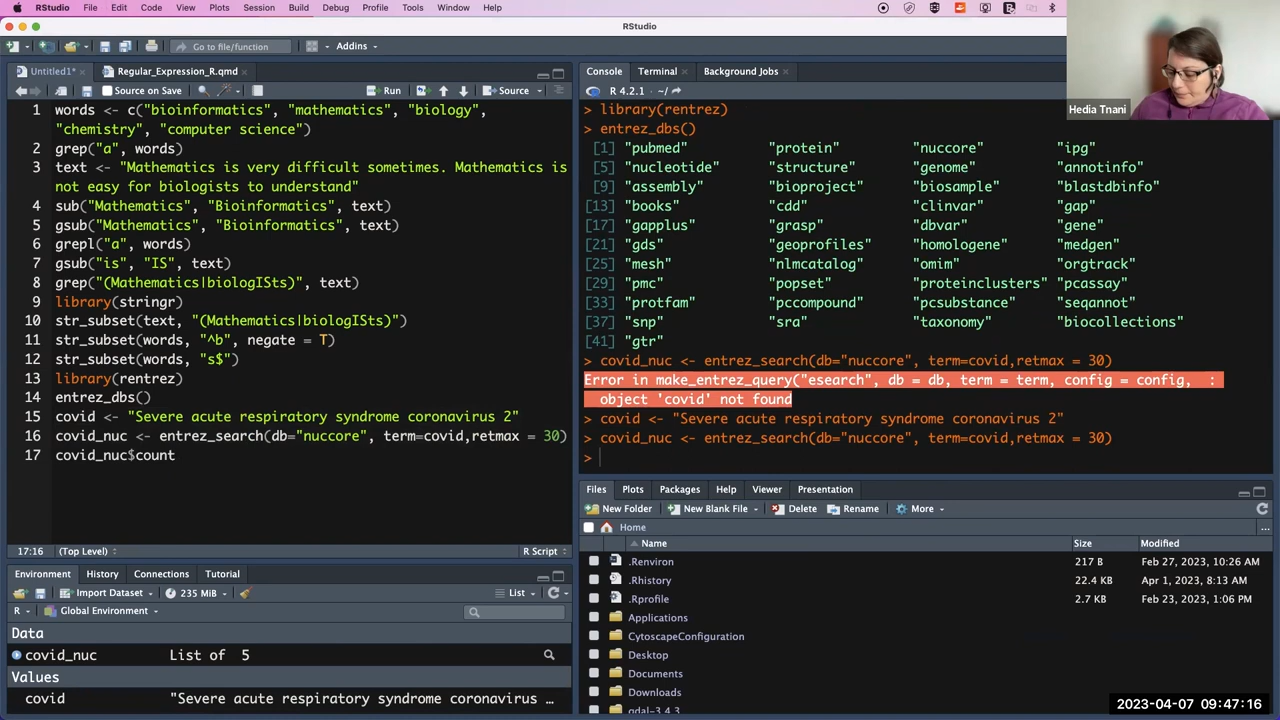 RStudio File Edit Code View Plots Session Build Debug Profile Tools Window Help
RStudio
Go to file/function Addins
Untitled1* Regular_Expression_R.qmd
Source on Save Run Source
1 words <- c("bioinformatics", "mathematics", "biology",
"chemistry", "computer science")
2 grep("a", words)
3 text <- "Mathematics is very difficult sometimes. Mathematics is
not easy for biologists to understand"
4 sub("Mathematics", "Bioinformatics", text)
5 gsub("Mathematics", "Bioinformatics", text)
6 grepl("a", words)
7 gsub("is", "IS", text)
8 grep("(Mathematics|biologISts)", text)
9 library(stringr)
10 str_subset(text, "(Mathematics|biologISts)")
11 str_subset(words, "^b", negate = T)
12 str_subset(words, "s$")
13 library(rentrez)
14 entrez_dbs()
15 covid <- "Severe acute respiratory syndrome coronavirus 2"
16 covid_nuc <- entrez_search(db="nuccore", term=covid,retmax = 30)
17 covid_nuc$count
17:16 (Top Level) R Script
Environment History Connections Tutorial
Import Dataset 235 MiB List
R Global Environment
Data
covid_nuc List of 5
Values
covid "Severe acute respiratory syndrome coronavirus …
Console Terminal Background Jobs
R 4.2.1 · ~/
> library(rentrez)
> entrez_dbs()
[1] "pubmed" "protein" "nuccore" "ipg"
[5] "nucleotide" "structure" "genome" "annotinfo"
[9] "assembly" "bioproject" "biosample" "blastdbinfo"
[13] "books" "cdd" "clinvar" "gap"
[17] "gapplus" "grasp" "dbvar" "gene"
[21] "gds" "geoprofiles" "homologene" "medgen"
[25] "mesh" "nlmcatalog" "omim" "orgtrack"
[29] "pmc" "popset" "proteinclusters" "pcassay"
[33] "protfam" "pccompound" "pcsubstance" "seqannot"
[37] "snp" "sra" "taxonomy" "biocollections"
[41] "gtr"
> covid_nuc <- entrez_search(db="nuccore", term=covid,retmax = 30)
Error in make_entrez_query("esearch", db = db, term = term, config = config, :
object 'covid' not found
> covid <- "Severe acute respiratory syndrome coronavirus 2"
> covid_nuc <- entrez_search(db="nuccore", term=covid,retmax = 30)
>
Files Plots Packages Help Viewer Presentation
New Folder New Blank File Delete Rename More
Home
Name Size Modified
.Renviron 217 B Feb 27, 2023, 10:26 AM
.Rhistory 22.4 KB Apr 1, 2023, 8:13 AM
.Rprofile 2.7 KB Feb 23, 2023, 1:06 PM
Applications
CytoscapeConfiguration
Desktop
Documents
Downloads
gdal-3.4.3
Hedia Tnani
2023-04-07 09:47:16